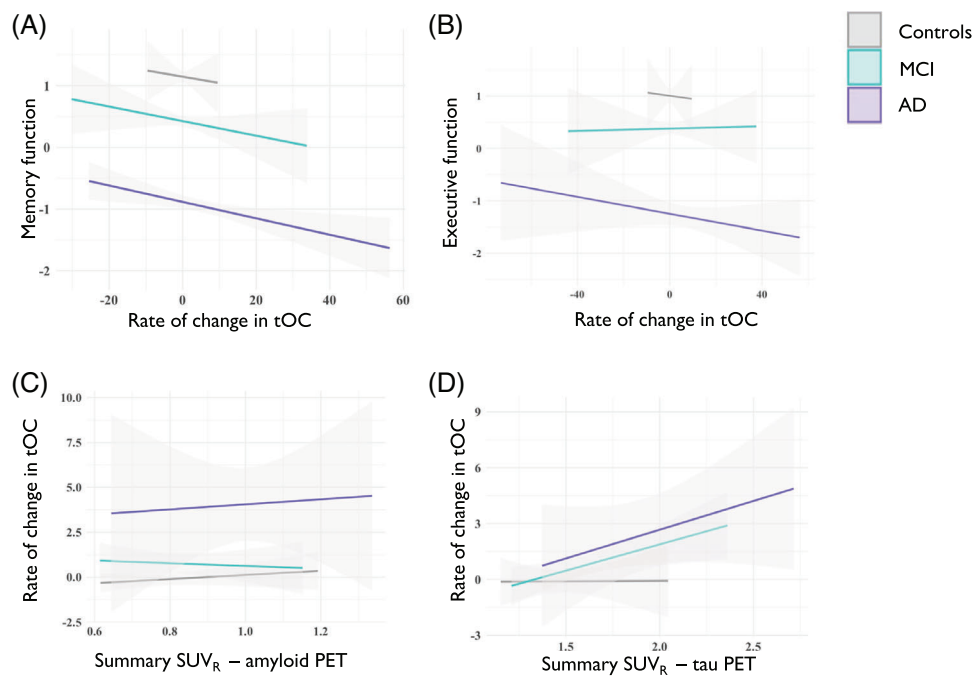 (A)
Memory function
1
0
-1
-2
-20 0 20 40 60
Rate of change in tOC
(B)
Executive function
1
0
-1
-2
-40 0 40
Rate of change in tOC
Controls
MCI
AD
(C)
Rate of change in tOC
10.0
7.5
5.0
2.5
0.0
-2.5
0.6 0.8 1.0 1.2
Summary SUVR – amyloid PET
(D)
Rate of change in tOC
9
6
3
0
-3
1.5 2.0 2.5
Summary SUVR – tau PET